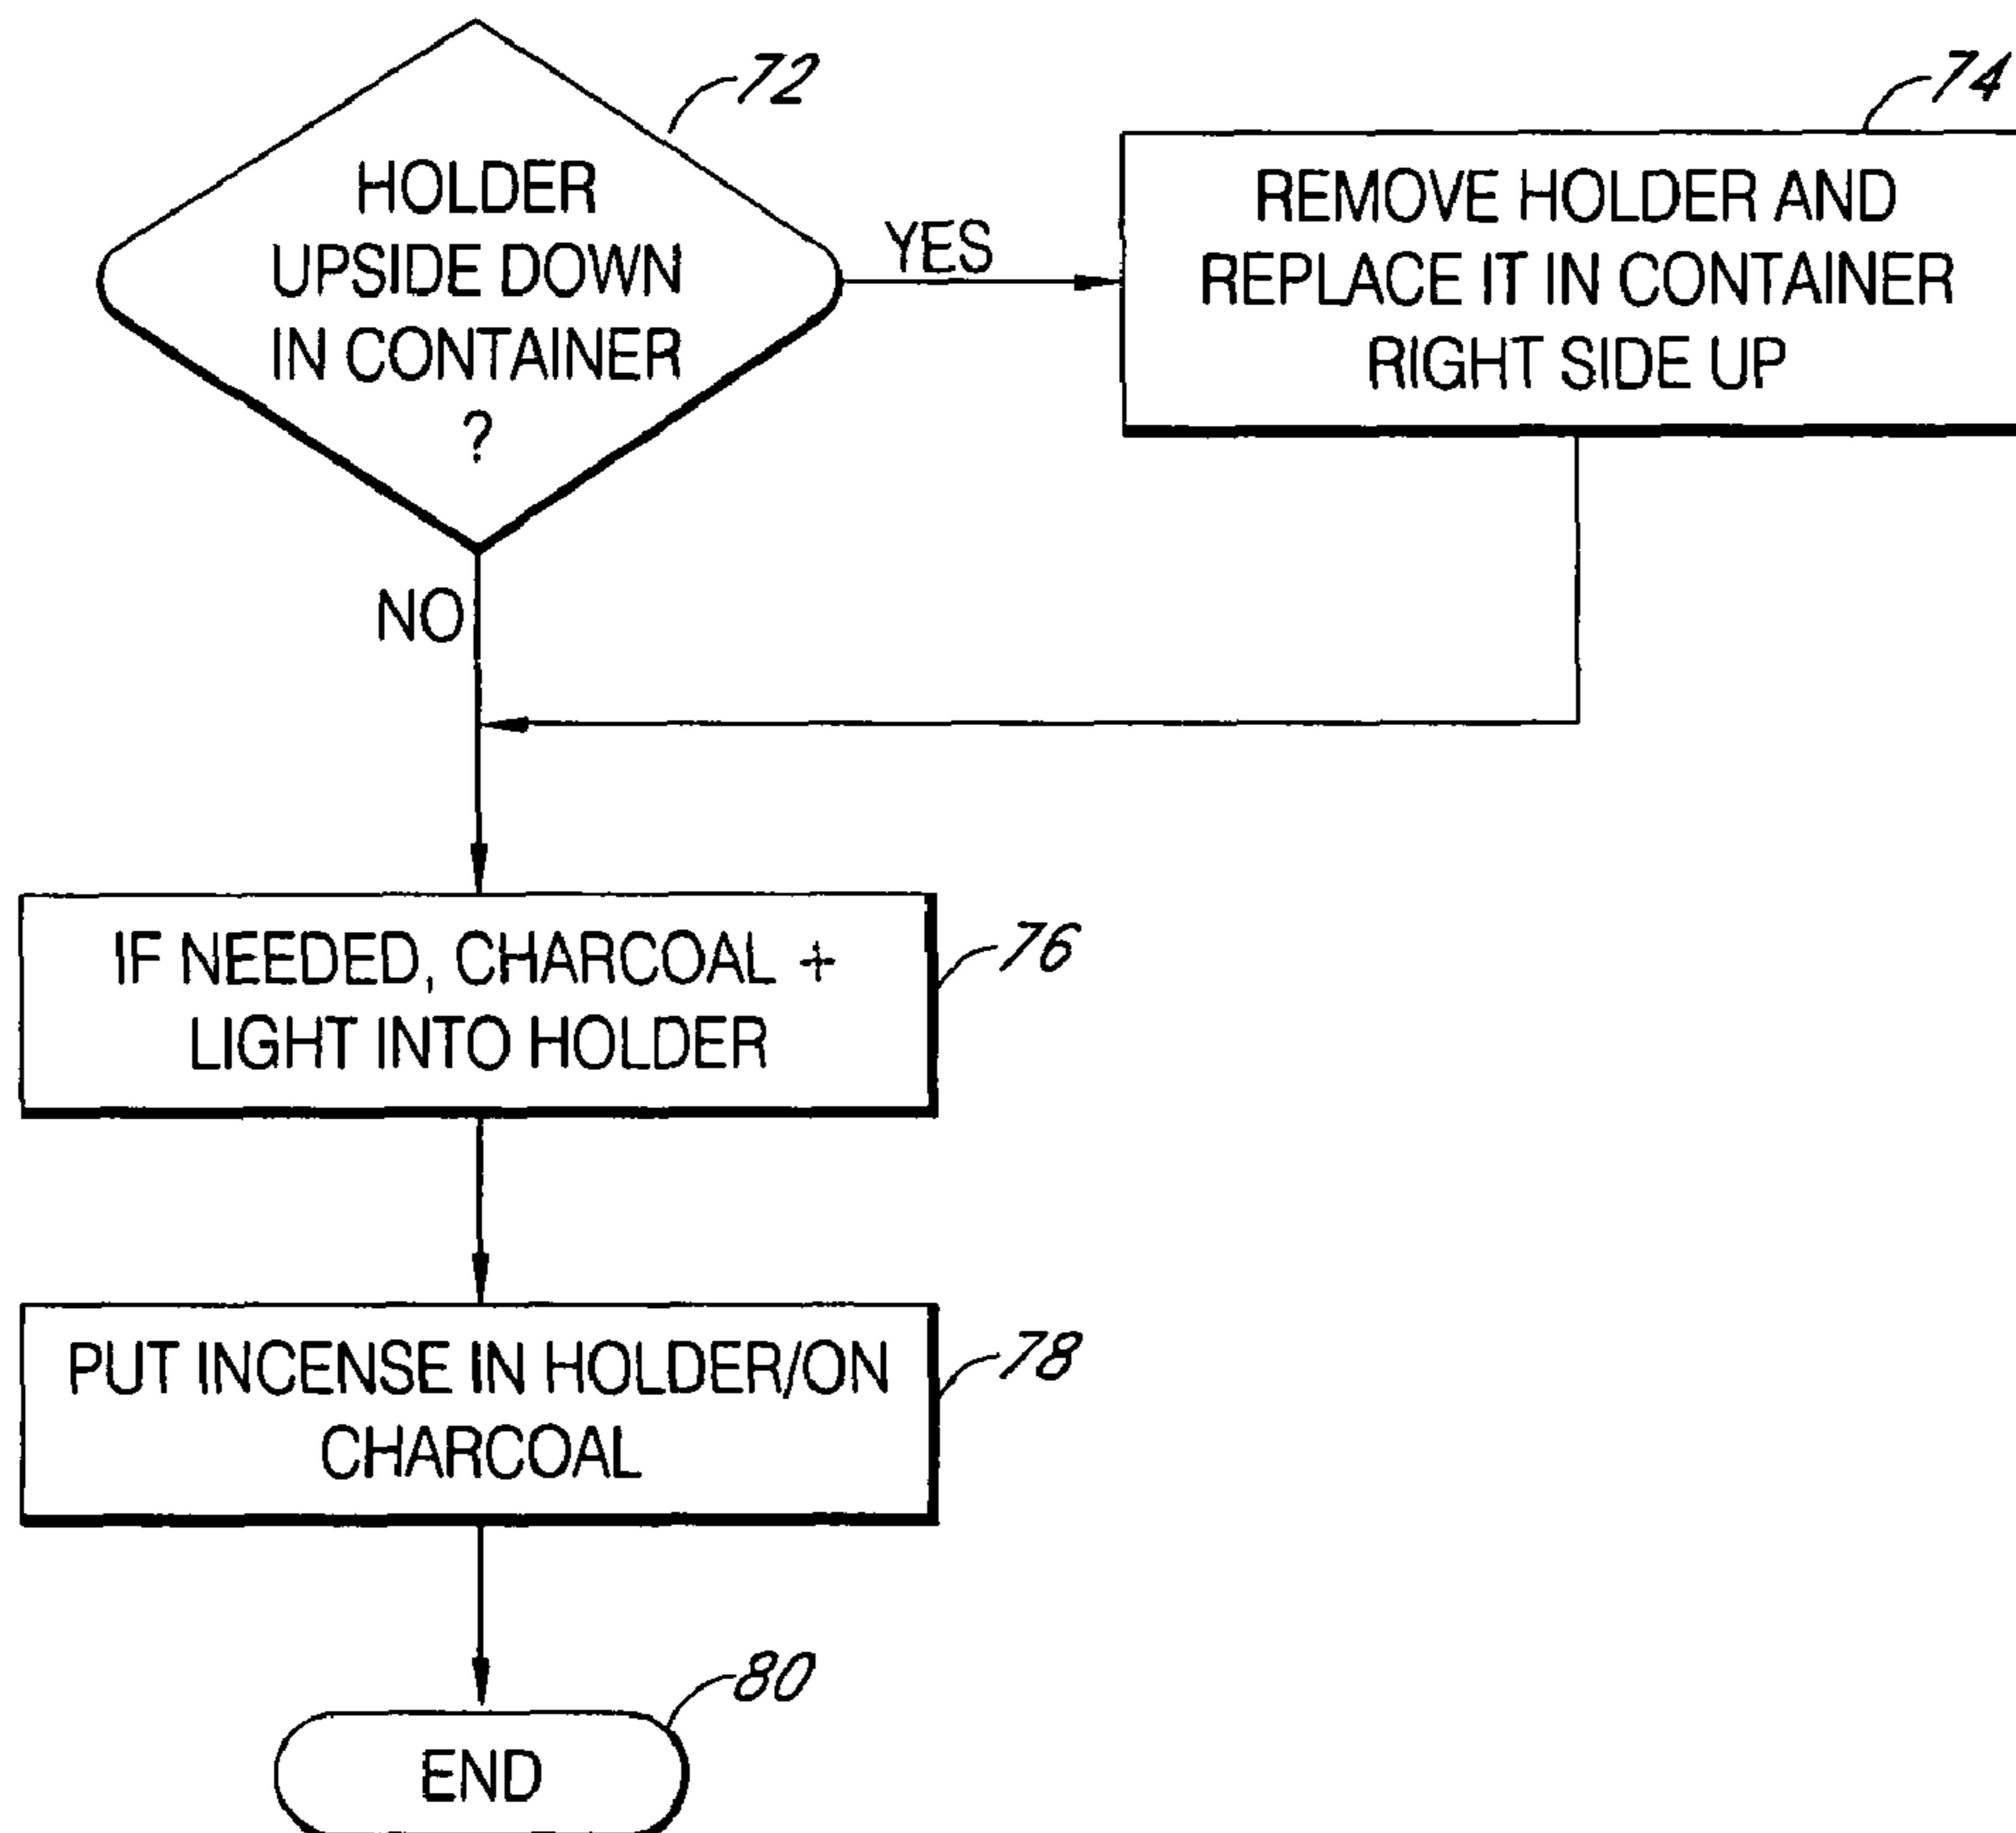 72
HOLDER
UPSIDE DOWN
IN CONTAINER
?
YES
74
REMOVE HOLDER AND
REPLACE IT IN CONTAINER
RIGHT SIDE UP
NO
IF NEEDED, CHARCOAL +
LIGHT INTO HOLDER
76
PUT INCENSE IN HOLDER/ON
CHARCOAL
78
80
END